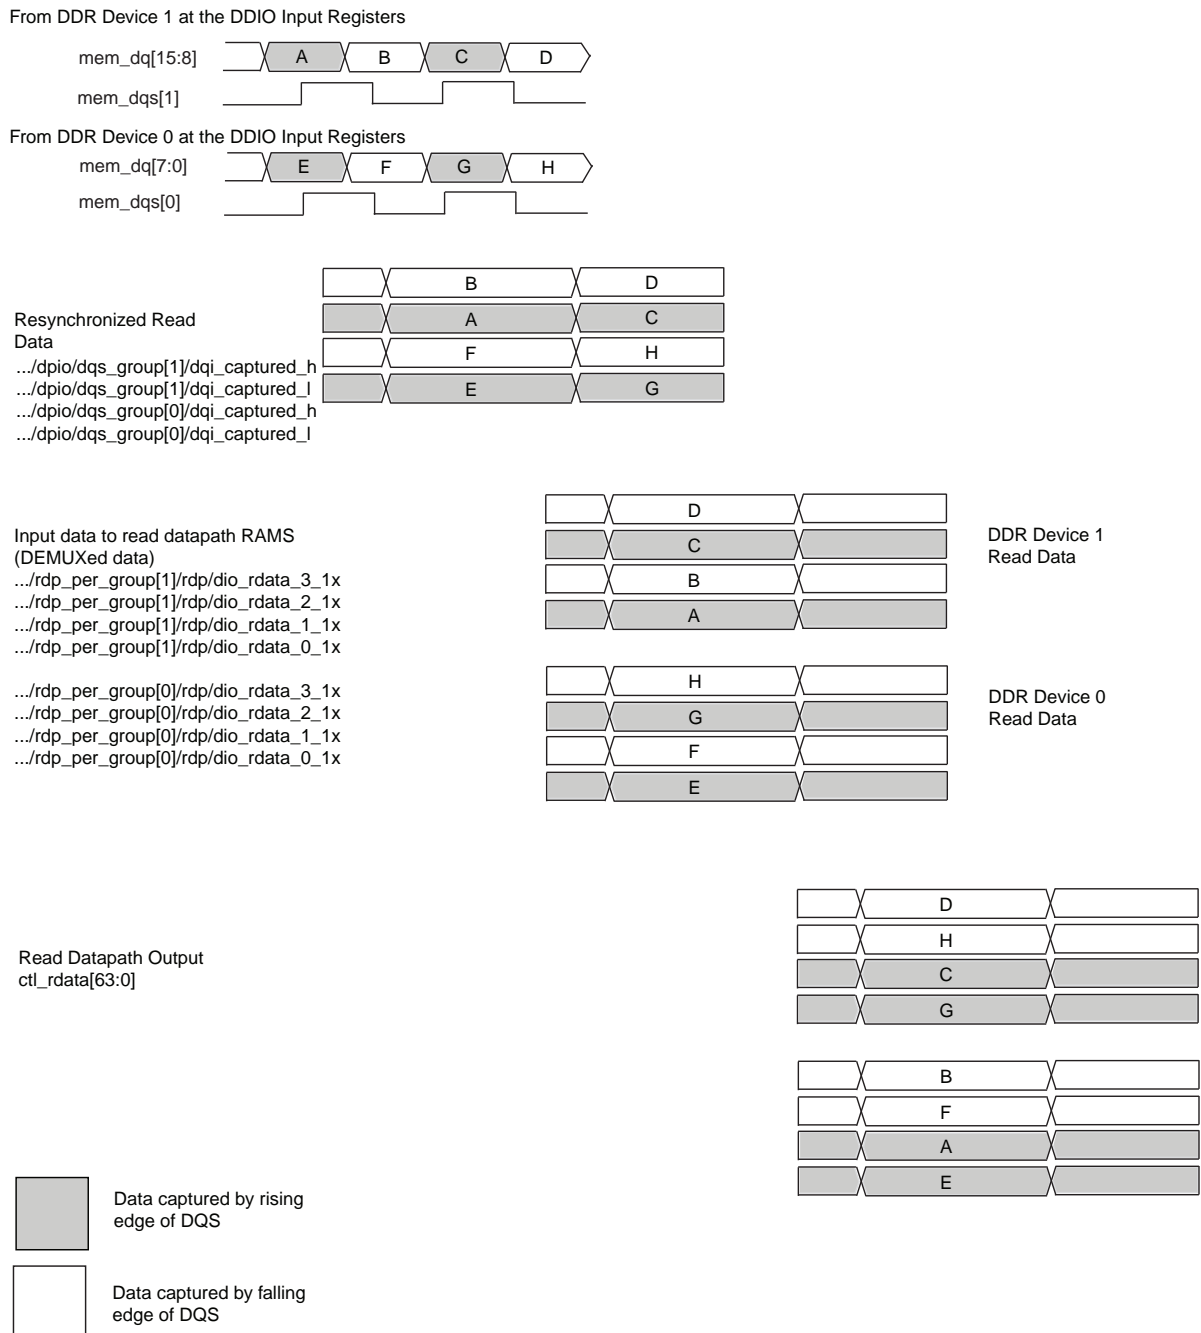 From DDR Device 1 at the DDIO Input Registers
mem_dq[15:8]
A B C D
mem_dqs[1]
From DDR Device 0 at the DDIO Input Registers
mem_dq[7:0]
E F G H
mem_dqs[0]
B D
A C
F H
E G
Resynchronized Read
Data
.../dpio/dqs_group[1]/dqi_captured_h
.../dpio/dqs_group[1]/dqi_captured_l
.../dpio/dqs_group[0]/dqi_captured_h
.../dpio/dqs_group[0]/dqi_captured_l
Input data to read datapath RAMS
(DEMUXed data)
.../rdp_per_group[1]/rdp/dio_rdata_3_1x
.../rdp_per_group[1]/rdp/dio_rdata_2_1x
.../rdp_per_group[1]/rdp/dio_rdata_1_1x
.../rdp_per_group[1]/rdp/dio_rdata_0_1x
D
C
B
A
DDR Device 1
Read Data
.../rdp_per_group[0]/rdp/dio_rdata_3_1x
.../rdp_per_group[0]/rdp/dio_rdata_2_1x
.../rdp_per_group[0]/rdp/dio_rdata_1_1x
.../rdp_per_group[0]/rdp/dio_rdata_0_1x
H
G
F
E
DDR Device 0
Read Data
Read Datapath Output
ctl_rdata[63:0]
D
H
C
G
B
F
A
E
Data captured by rising
edge of DQS
Data captured by falling
edge of DQS